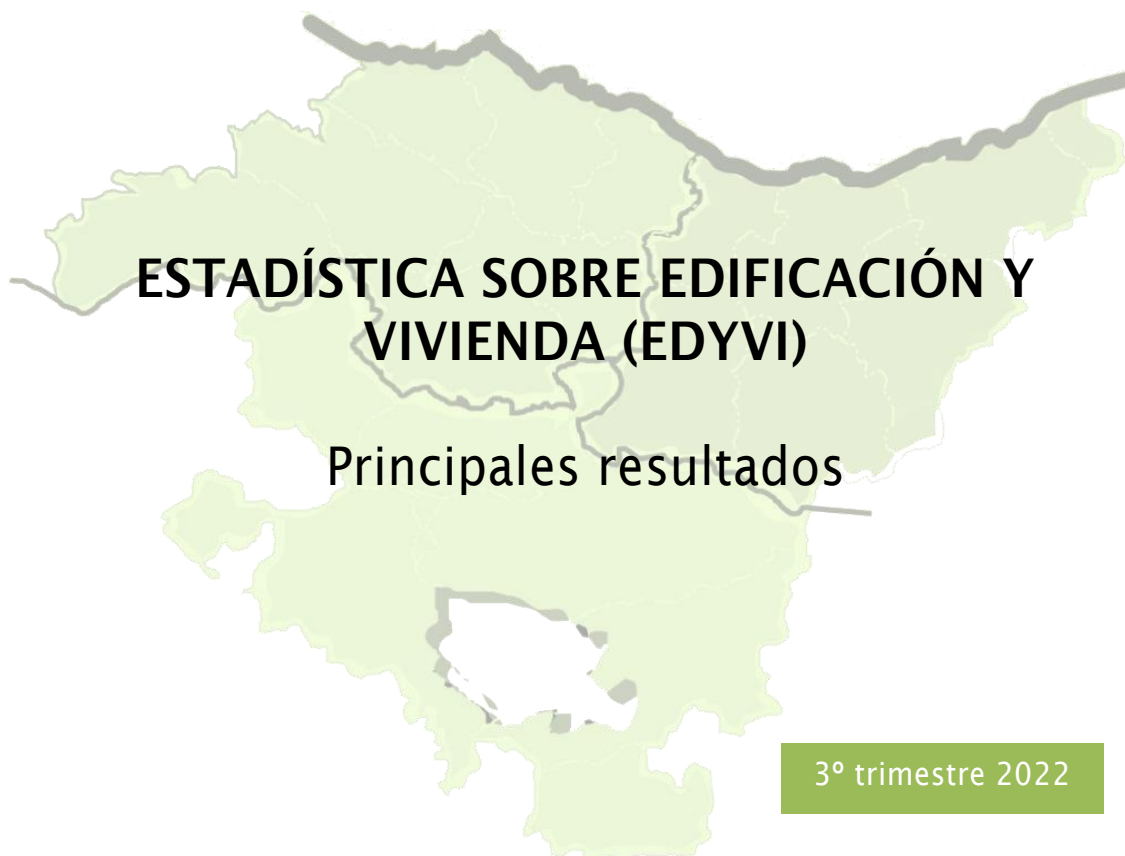 ESTADÍSTICA SOBRE EDIFICACIÓN Y
VIVIENDA (EDYVI)
Principales resultados
3º trimestre 2022